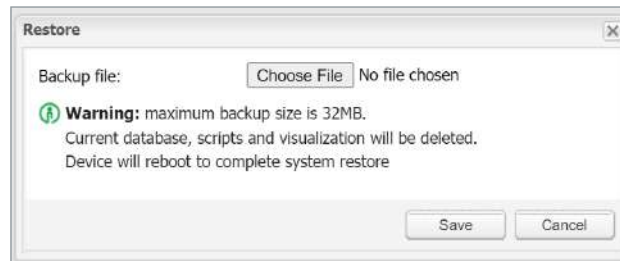 Restore
Backup file: Choose File No file chosen
Warning: maximum backup size is 32MB.
Current database, scripts and visualization will be deleted.
Device will reboot to complete system restore
Save Cancel